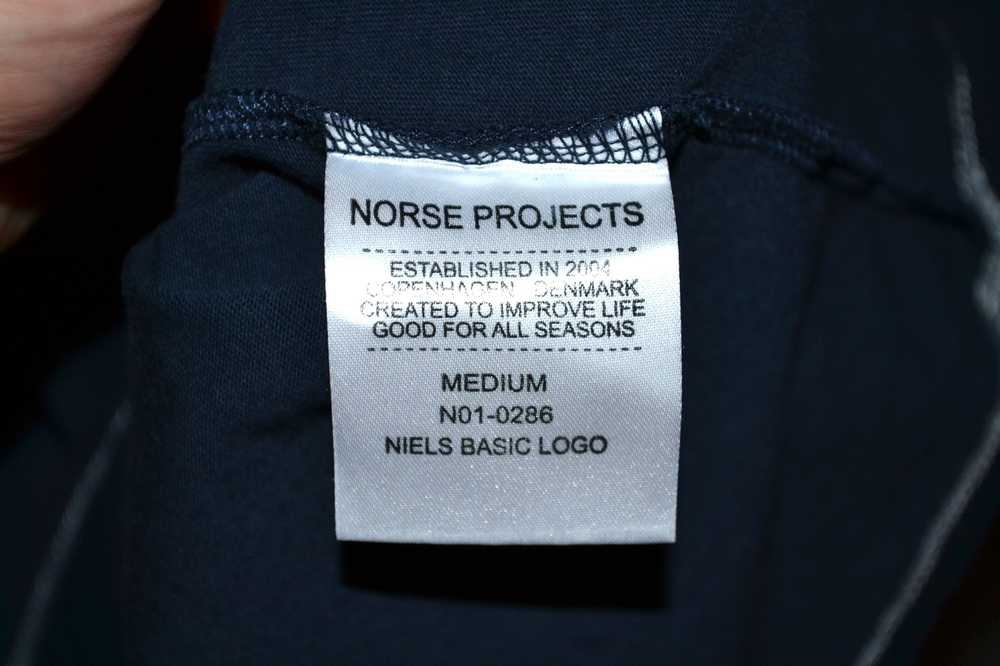 NORSE PROJECTS
ESTABLISHED IN 2004
COPENHAGEN DENMARK
CREATED TO IMPROVE LIFE
GOOD FOR ALL SEASONS
MEDIUM
N01-0286
NIELS BASIC LOGO